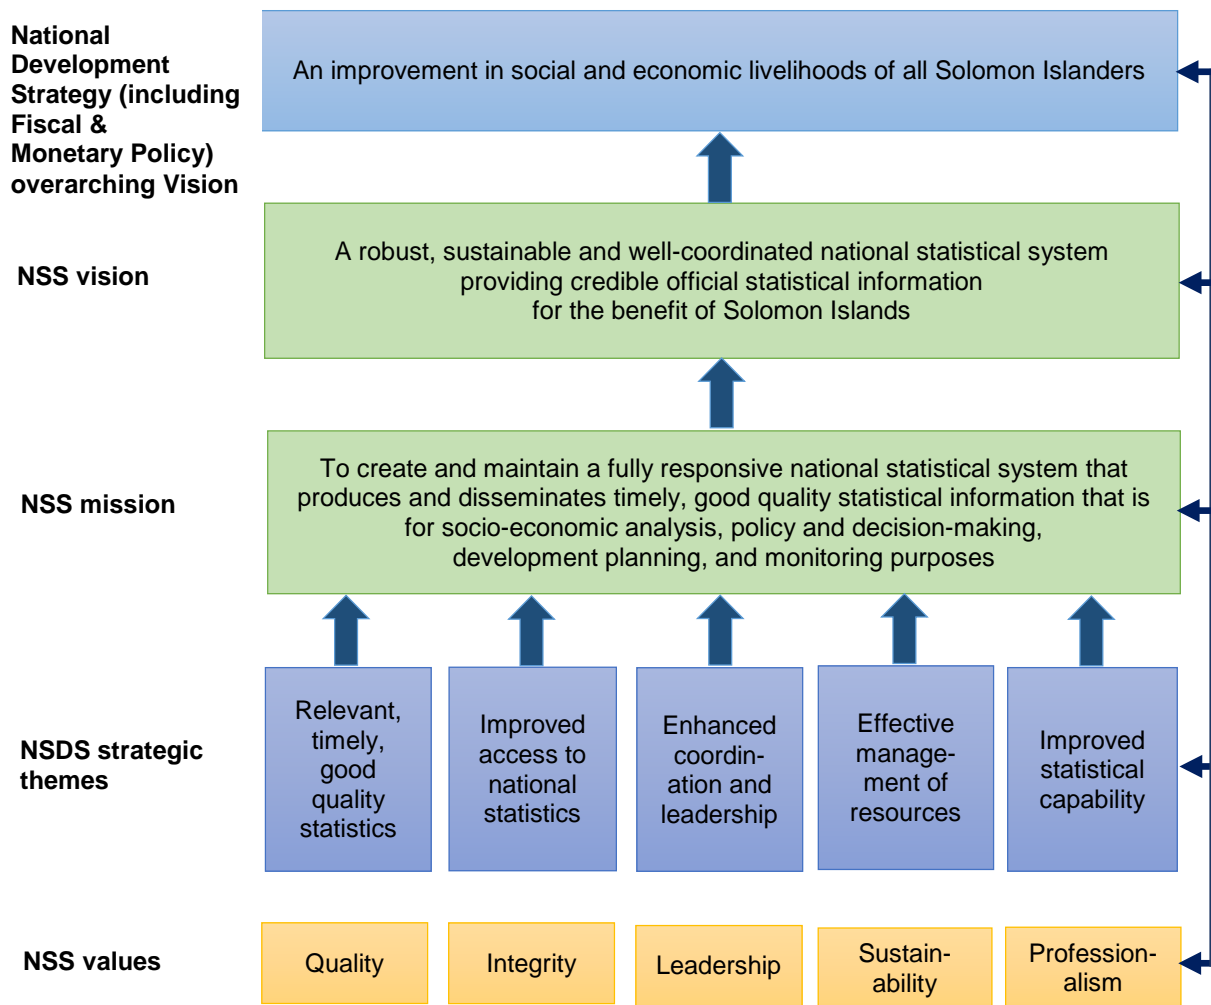 National
Development
Strategy (including
Fiscal &
Monetary Policy)
overarching Vision
An improvement in social and economic livelihoods of all Solomon Islanders
NSS vision
A robust, sustainable and well-coordinated national statistical system
providing credible official statistical information
for the benefit of Solomon Islands
NSS mission
To create and maintain a fully responsive national statistical system that
produces and disseminates timely, good quality statistical information that is
for socio-economic analysis, policy and decision-making,
development planning, and monitoring purposes
NSDS strategic
themes
Relevant,
timely,
good
quality
statistics
Improved
access to
national
statistics
Enhanced
coordin-
ation and
leadership
Effective
manage-
ment of
resources
Improved
statistical
capability
NSS values
Quality
Integrity
Leadership
Sustain-
ability
Profession-
alism